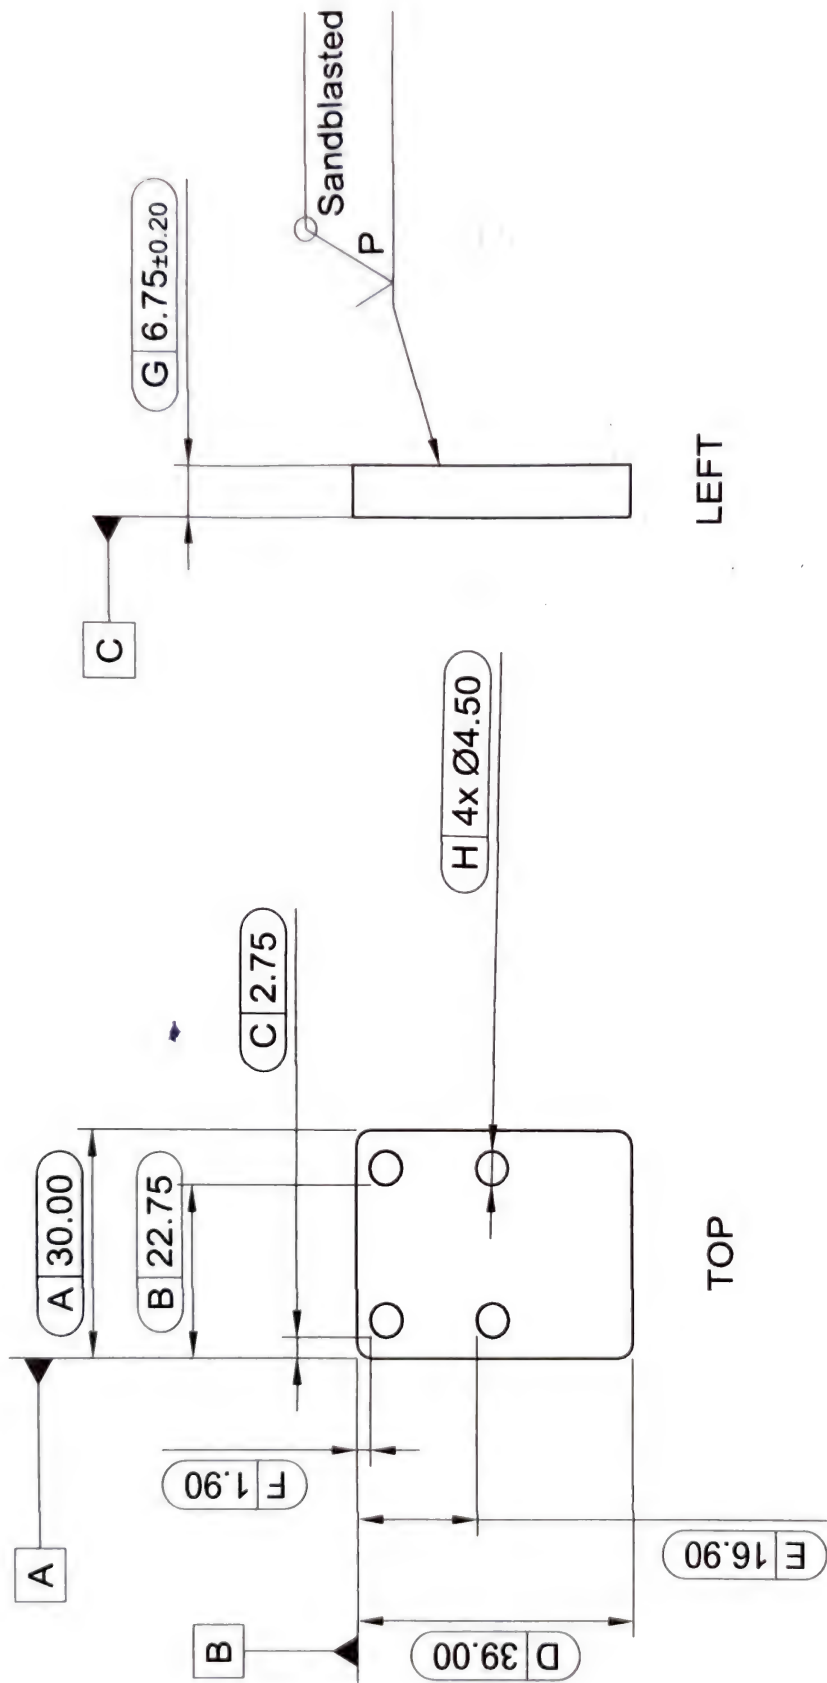 A
B
A 30.00
B 22.75
C 2.75
F 1.90
E 16.90
D 39.00
H 4x Ø4.50
TOP
C
G 6.75±0.20
Sandblasted
P
LEFT